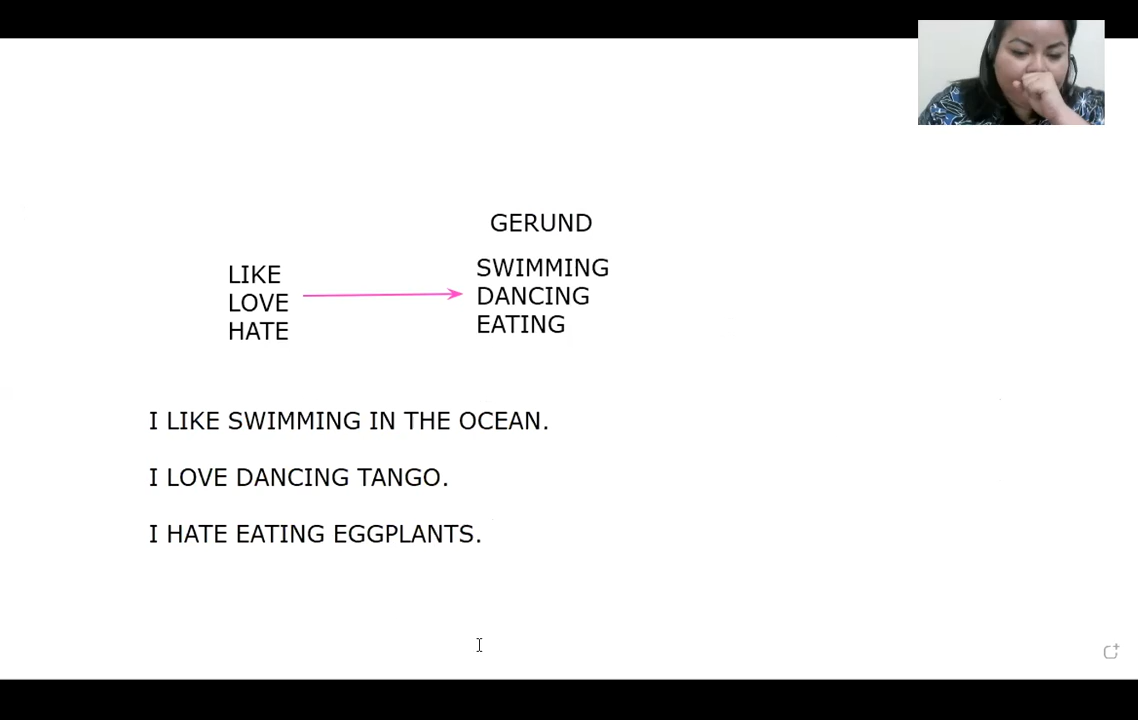 GERUND
LIKE
LOVE
HATE
SWIMMING
DANCING
EATING
I LIKE SWIMMING IN THE OCEAN.
I LOVE DANCING TANGO.
I HATE EATING EGGPLANTS.